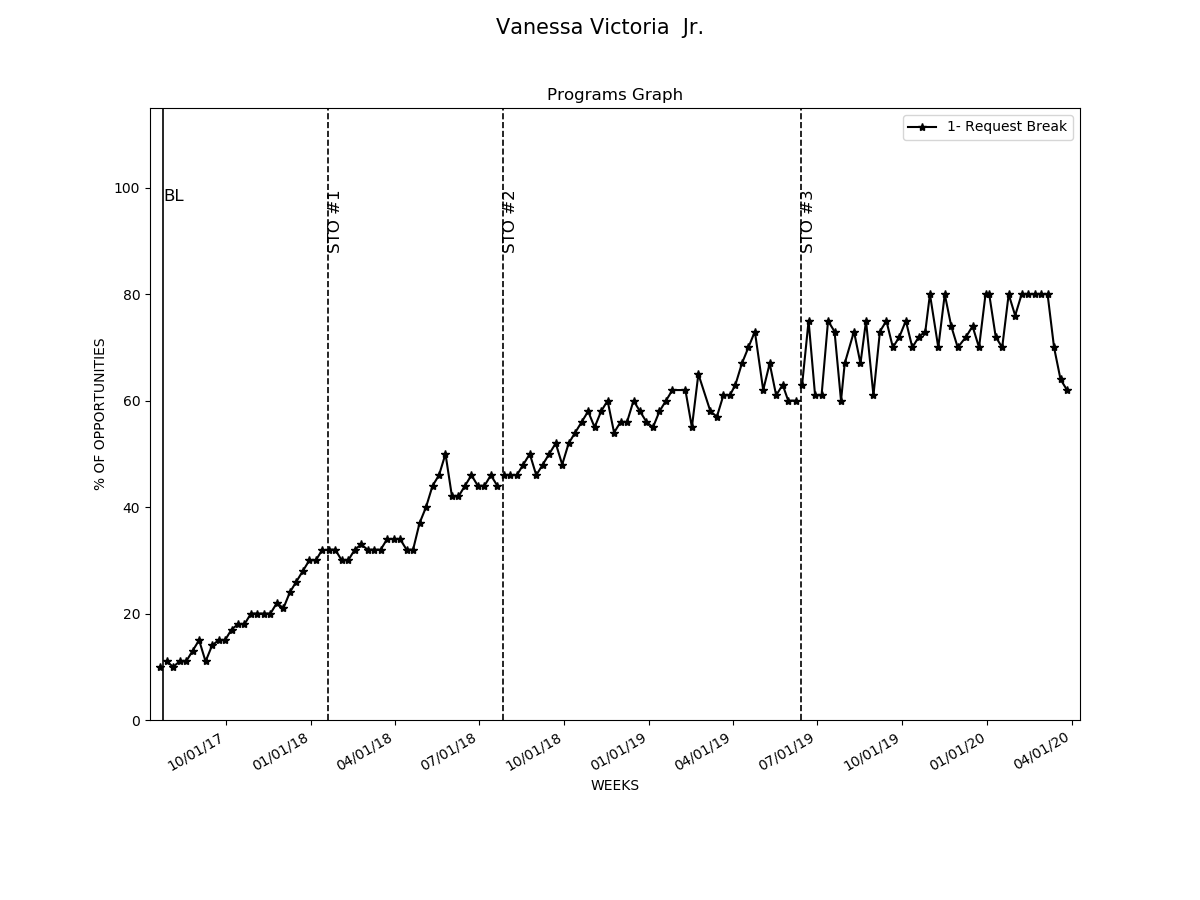 Vanessa Victoria  Jr.
Programs Graph
1- Request Break
BL
STO #1
STO #2
STO #3
100
80
60
40
20
0
% OF OPPORTUNITIES
10/01/17
01/01/18
04/01/18
07/01/18
10/01/18
01/01/19
04/01/19
07/01/19
10/01/19
01/01/20
04/01/20
WEEKS